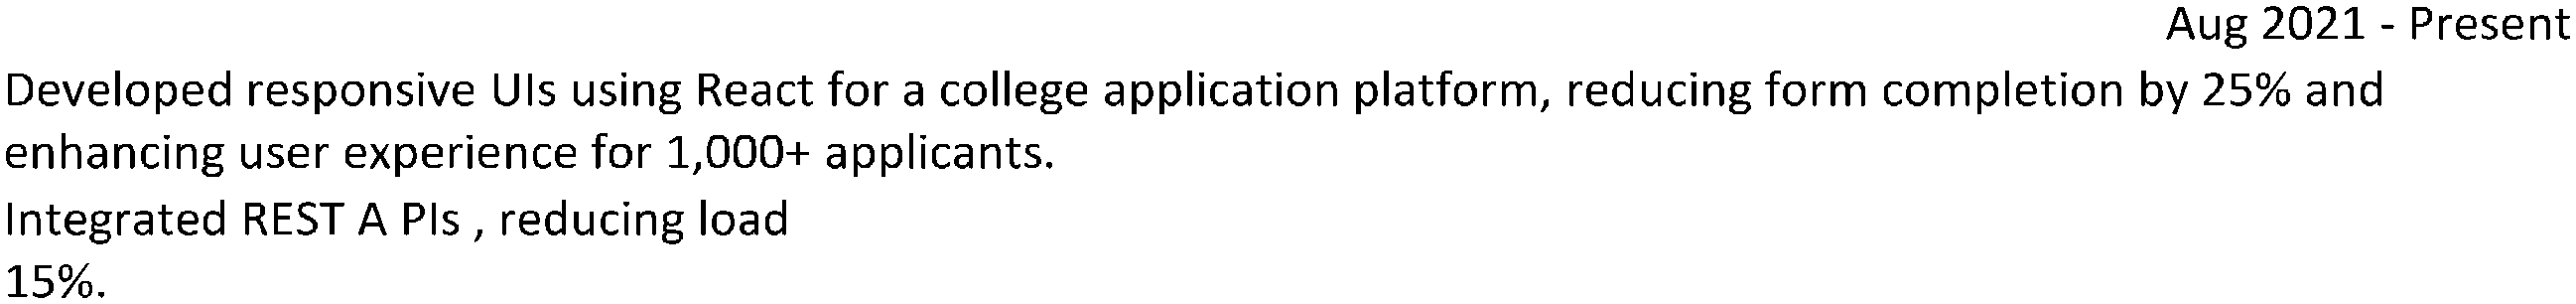 Aug 2021 - Present
Developed responsive UIs using React for a college application platform, reducing form completion by 25% and
enhancing user experience for 1,000+ applicants.
Integrated REST A PIs , reducing load
15%.